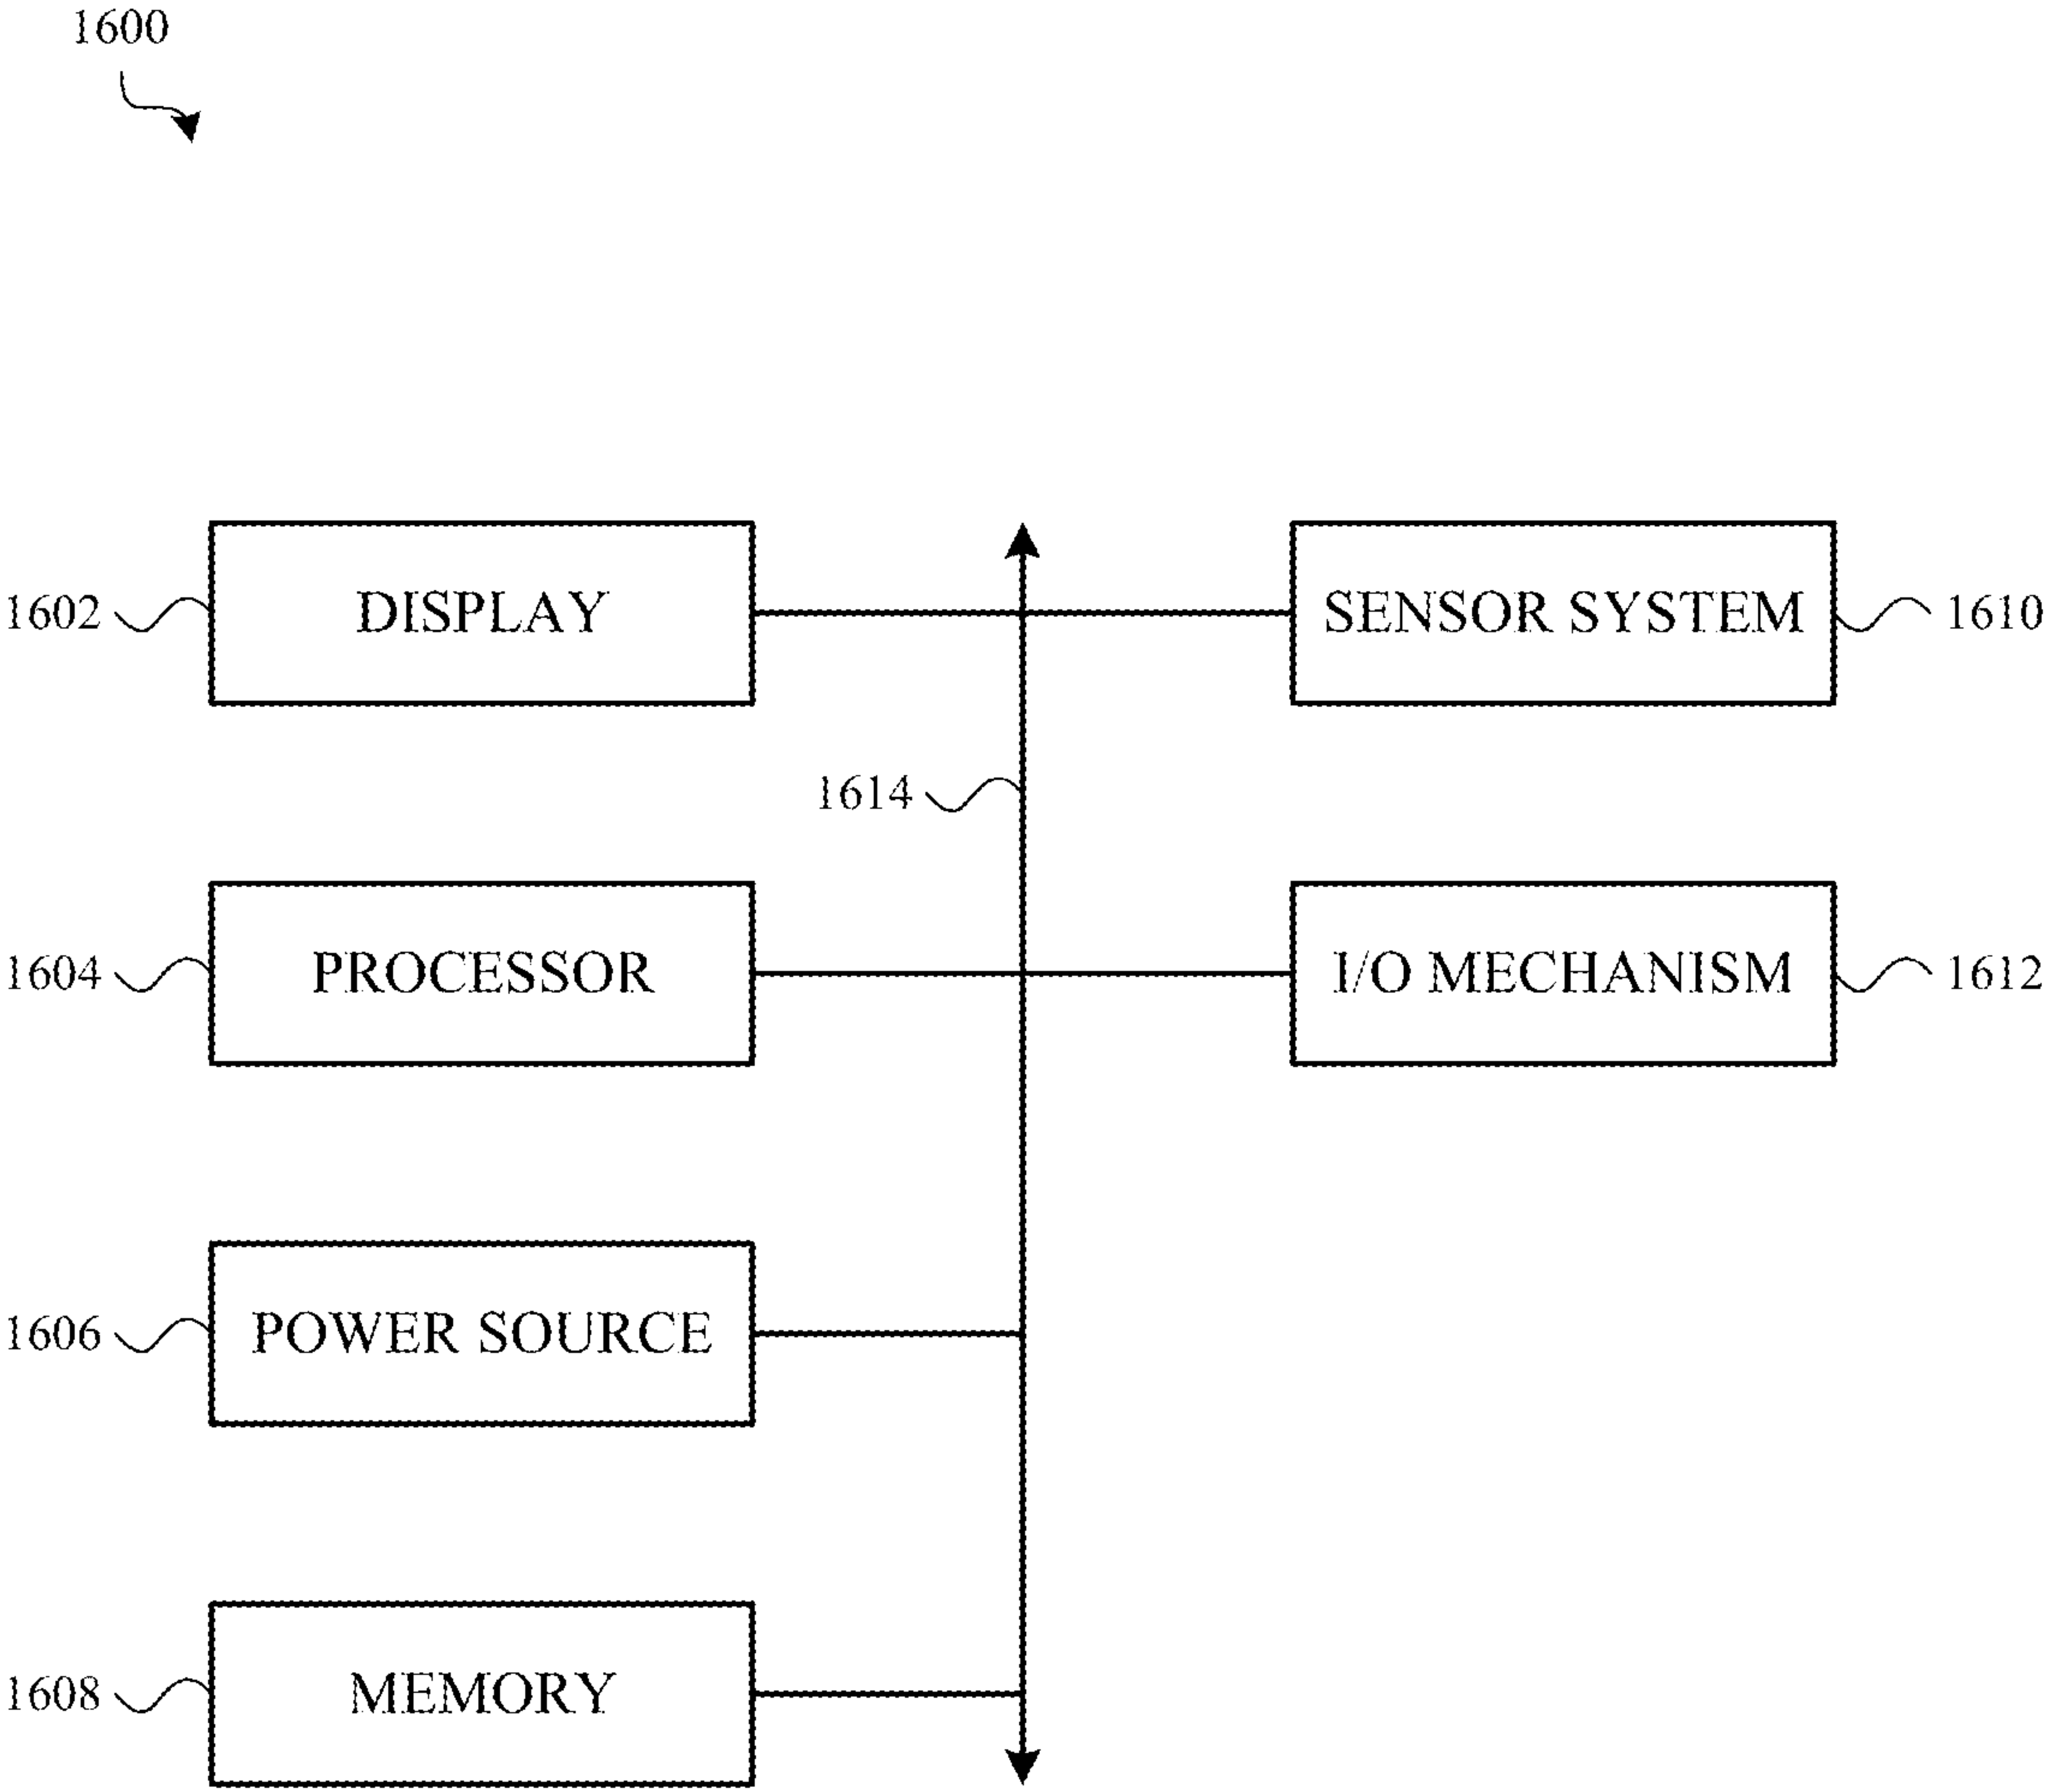 1600
1602
DISPLAY
SENSOR SYSTEM
1610
1614
1604
PROCESSOR
I/O MECHANISM
1612
1606
POWER SOURCE
1608
MEMORY